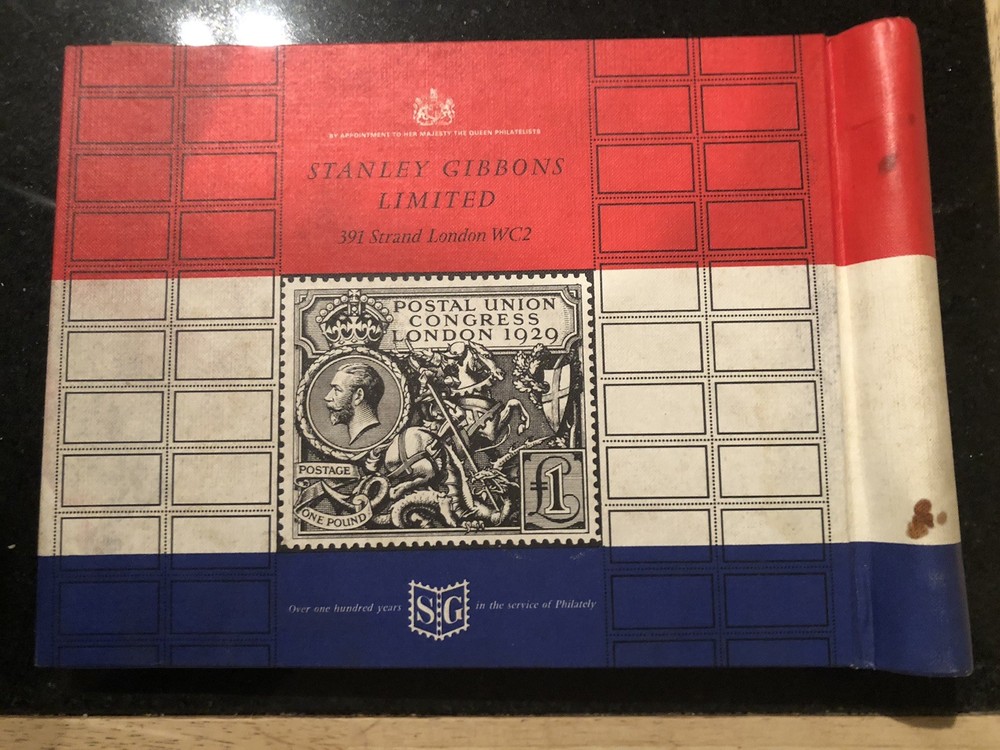 BY APPOINTMENT TO HER MAJESTY THE QUEEN PHILATELISTS
STANLEY GIBBONS
LIMITED
391 Strand London WC2
POSTAL UNION
CONGRESS
LONDON 1929
POSTAGE
ONE POUND
£1
Over one hundred years SG in the service of Philately